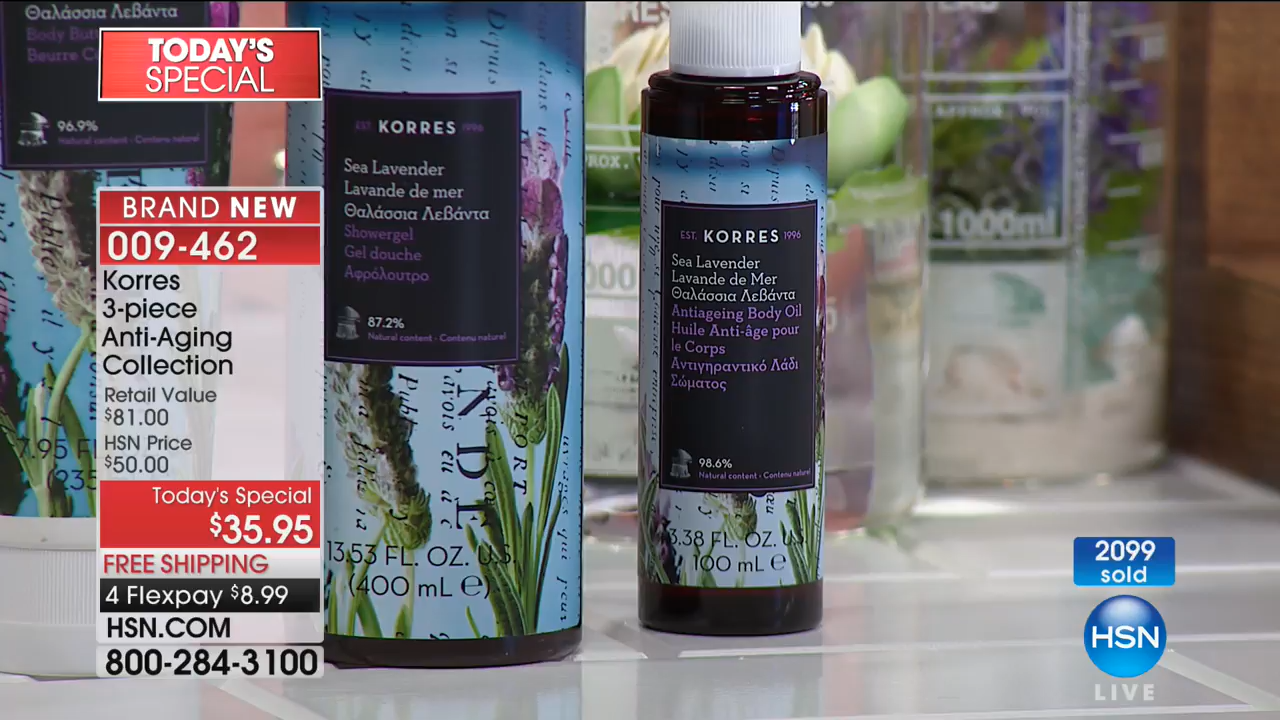 TODAY'S
SPECIAL
BRAND NEW
009-462
Korres
3-piece
Anti-Aging
Collection
Retail Value
$81.00
HSN Price
$50.00
Today's Special
$35.95
FREE SHIPPING
4 Flexpay $8.99
HSN.COM
800-284-3100
Θαλάσσια Λεβάντα
96.9%
Natural content · Contenu naturel
EST. KORRES 1996
Sea Lavender
Lavande de mer
Θαλάσσια Λεβάντα
Showergel
Gel douche
Αφρόλουτρο
87.2%
Natural content · Contenu naturel
13.53 FL. OZ. U.S.
(400 mL e)
EST. KORRES 1996
Sea Lavender
Lavande de Mer
Θαλάσσια Λεβάντα
Antiageing Body Oil
Huile Anti-âge pour
le Corps
Αντιγηραντικό Λάδι
Σώματος
98.6%
Natural content · Contenu naturel
3.38 FL. OZ. U.S.
100 mL e
1000ml
2099
sold
HSN
LIVE